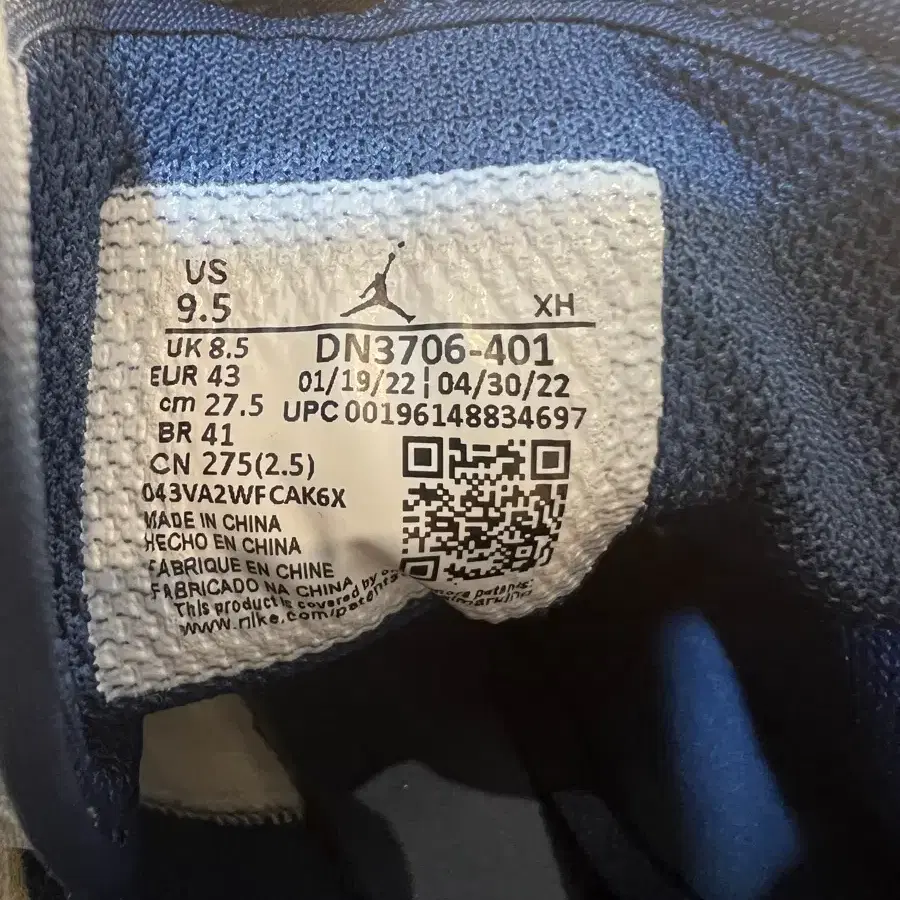 US
9.5 XH
UK 8.5 DN3706-401
EUR 43 01/19/22 | 04/30/22
cm 27.5 UPC 00196148834697
BR 41
CN 275(2.5)
043VA2WFCAK6X
MADE IN CHINA
HECHO EN CHINA
FABRIQUE EN CHINE
FABRICADO NA CHINA
This product is covered by more patents:
www.nike.com/patents